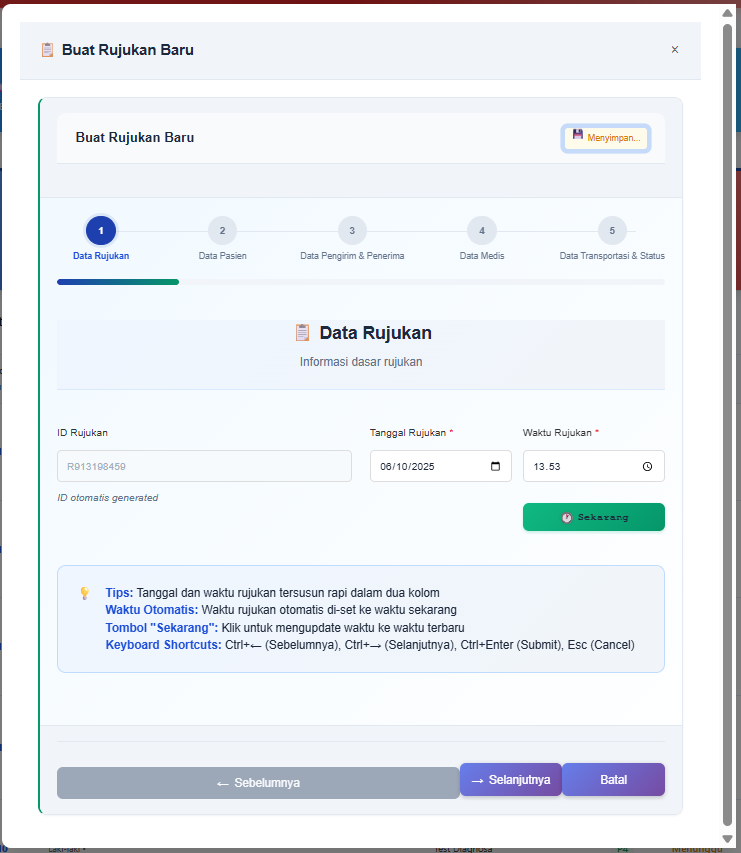 Buat Rujukan Baru
×
Buat Rujukan Baru
Menyimpan...
1 2 3 4 5
Data Rujukan Data Pasien Data Pengirim & Penerima Data Medis Data Transportasi & Status
Data Rujukan
Informasi dasar rujukan
ID Rujukan Tanggal Rujukan * Waktu Rujukan *
R913198459 06/10/2025 13.53
ID otomatis generated
Sekarang
Tips: Tanggal dan waktu rujukan tersusun rapi dalam dua kolom
Waktu Otomatis: Waktu rujukan otomatis di-set ke waktu sekarang
Tombol "Sekarang": Klik untuk mengupdate waktu ke waktu terbaru
Keyboard Shortcuts: Ctrl+← (Sebelumnya), Ctrl+→ (Selanjutnya), Ctrl+Enter (Submit), Esc (Cancel)
← Sebelumnya → Selanjutnya Batal
Test Diagnosa